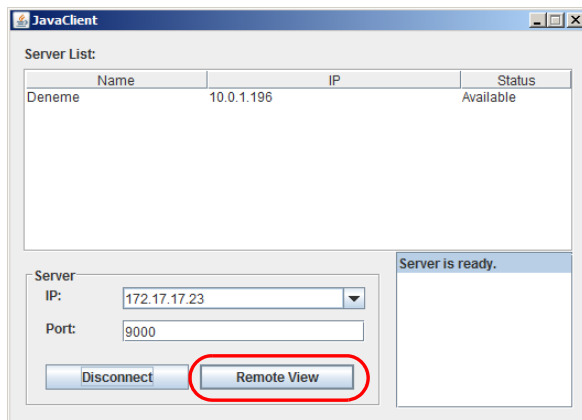 JavaClient
Server List:
Name IP Status
Deneme 10.0.1.196 Available
Server is ready.
Server
IP: 172.17.17.23
Port: 9000
Disconnect Remote View